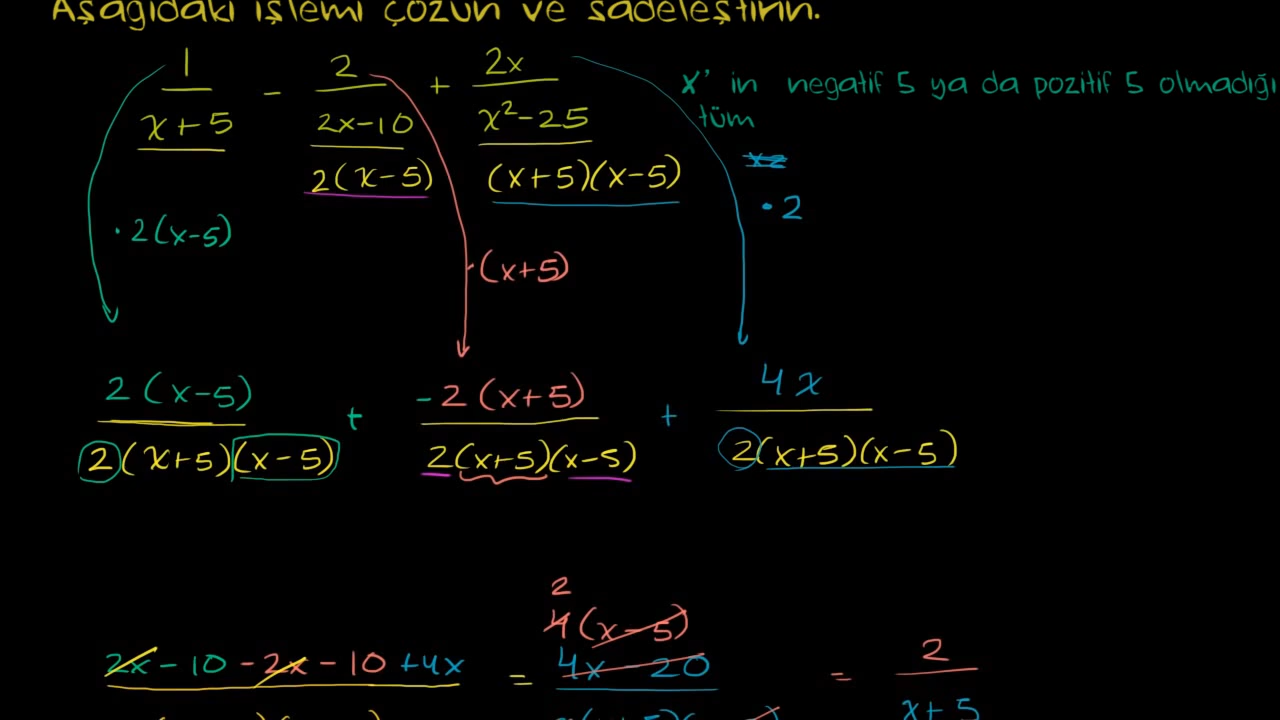 Aşağıdaki işlemi çözün ve sadeleştirin.
1/(x+5) - 2/(2x-10) + 2x/(x²-25)
x' in negatif 5 ya da pozitif 5 olmadığı
tüm
2(x-5) (x+5)(x-5)
·2(x-5) ·(x+5) ·2
2(x-5)/2(x+5)(x-5) + -2(x+5)/2(x+5)(x-5) + 4x/2(x+5)(x-5)
2
4(x-5)
2x-10-2x-10+4x = 4x-20 = 2/(x+5)